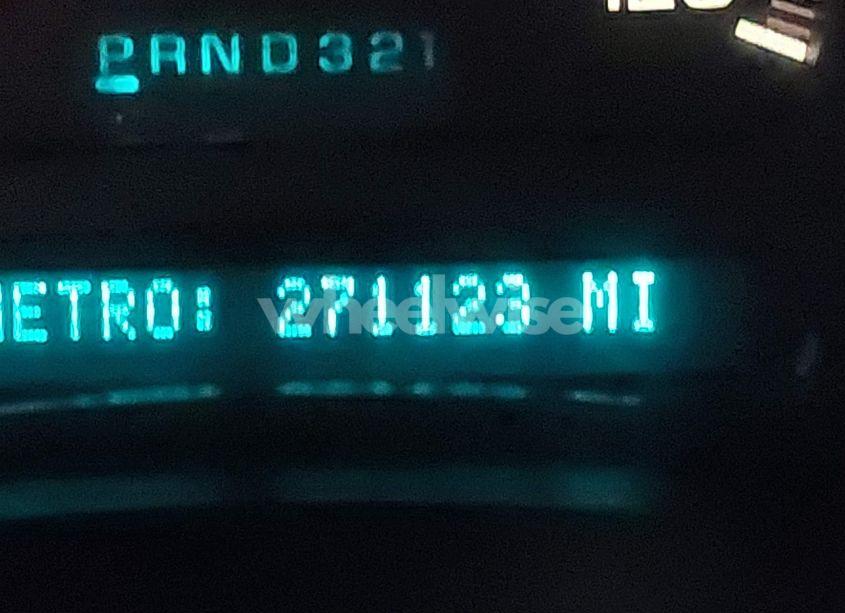 PRND321
ETRO: 271123 MI
wheelwise